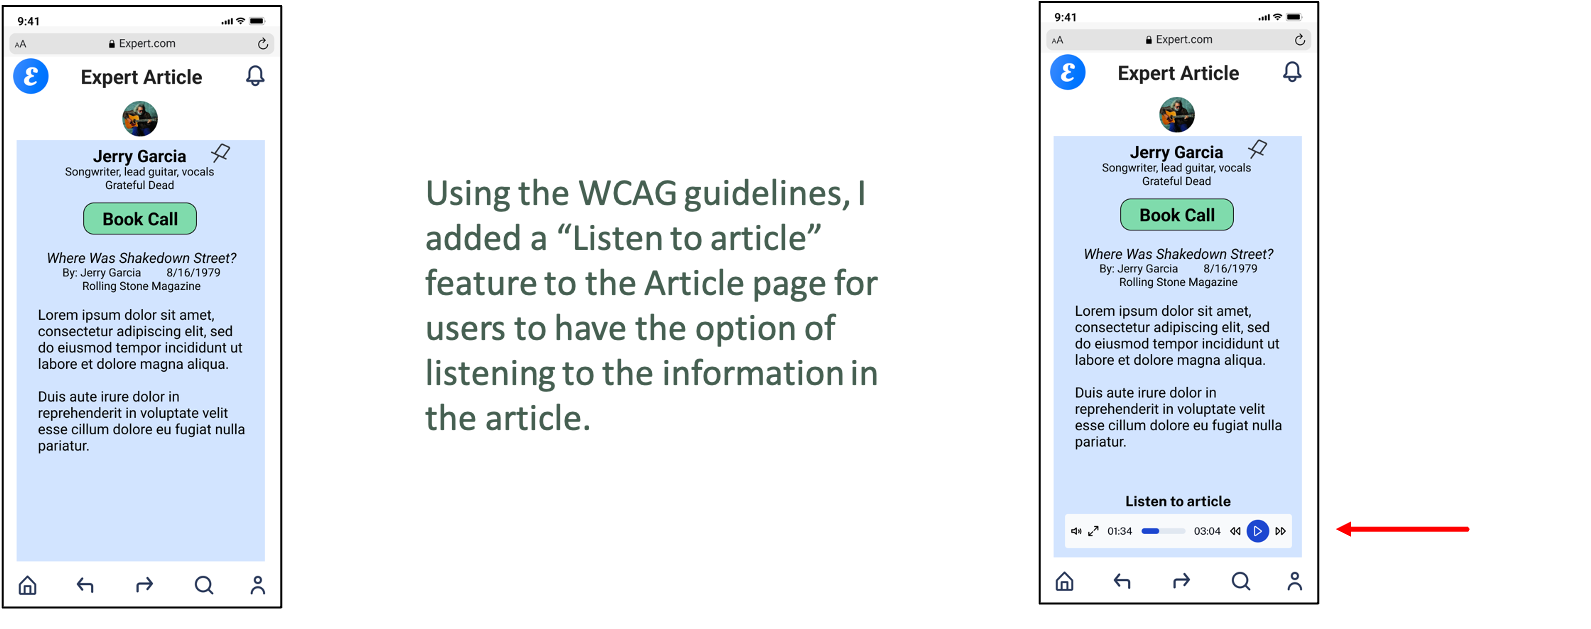 9:41
AA Expert.com
Ɛ Expert Article
Jerry Garcia
Songwriter, lead guitar, vocals
Grateful Dead
Book Call
Where Was Shakedown Street?
By: Jerry Garcia 8/16/1979
Rolling Stone Magazine
Lorem ipsum dolor sit amet,
consectetur adipiscing elit, sed
do eiusmod tempor incididunt ut
labore et dolore magna aliqua.
Duis aute irure dolor in
reprehenderit in voluptate velit
esse cillum dolore eu fugiat nulla
pariatur.
Using the WCAG guidelines, I
added a “Listen to article”
feature to the Article page for
users to have the option of
listening to the information in
the article.
9:41
AA Expert.com
Ɛ Expert Article
Jerry Garcia
Songwriter, lead guitar, vocals
Grateful Dead
Book Call
Where Was Shakedown Street?
By: Jerry Garcia 8/16/1979
Rolling Stone Magazine
Lorem ipsum dolor sit amet,
consectetur adipiscing elit, sed
do eiusmod tempor incididunt ut
labore et dolore magna aliqua.
Duis aute irure dolor in
reprehenderit in voluptate velit
esse cillum dolore eu fugiat nulla
pariatur.
Listen to article
01:34 03:04